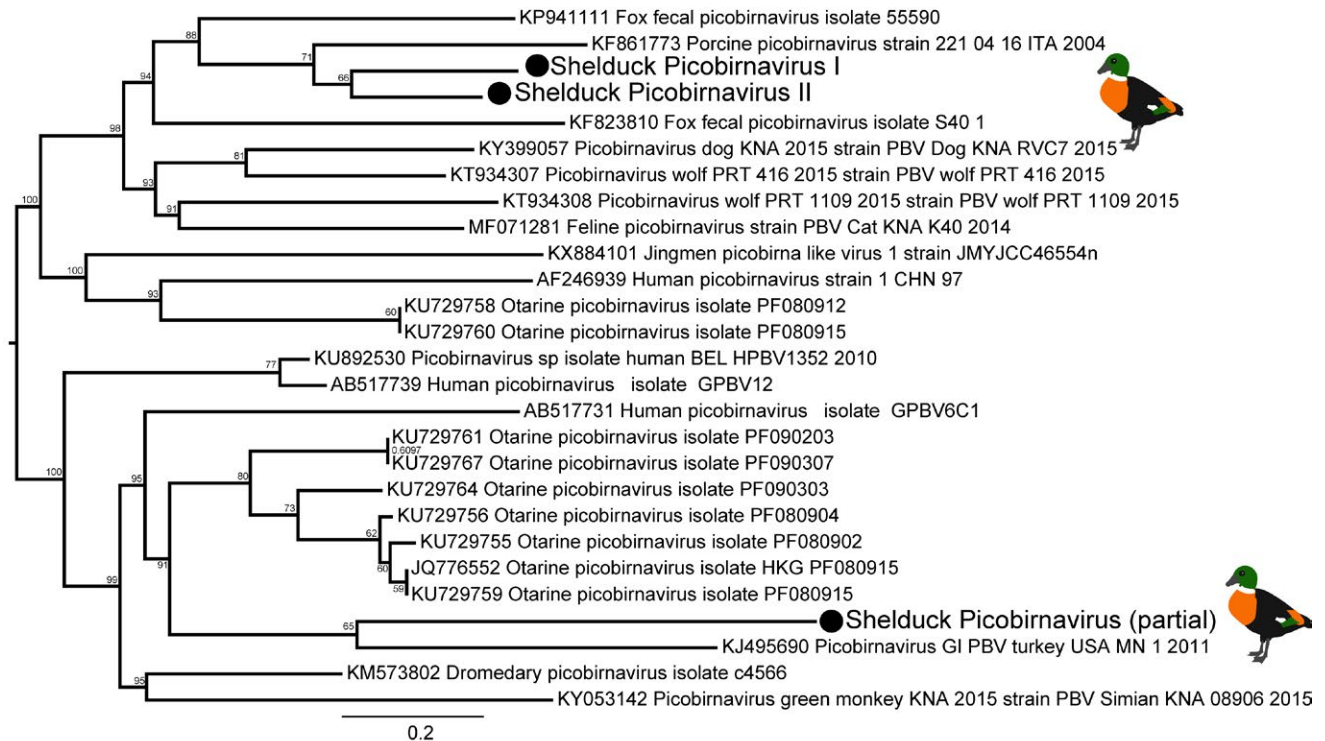 KP941111 Fox fecal picobirnavirus isolate 55590
88
KF861773 Porcine picobirnavirus strain 221 04 16 ITA 2004
71
Shelduck Picobirnavirus I
94
66
Shelduck Picobirnavirus II
98
KF823810 Fox fecal picobirnavirus isolate S40 1
KY399057 Picobirnavirus dog KNA 2015 strain PBV Dog KNA RVC7 2015
81
KT934307 Picobirnavirus wolf PRT 416 2015 strain PBV wolf PRT 416 2015
93
100
KT934308 Picobirnavirus wolf PRT 1109 2015 strain PBV wolf PRT 1109 2015
91
MF071281 Feline picobirnavirus strain PBV Cat KNA K40 2014
KX884101 Jingmen picobirna like virus 1 strain JMYJCC46554n
100
AF246939 Human picobirnavirus strain 1 CHN 97
93
KU729758 Otarine picobirnavirus isolate PF080912
60
KU729760 Otarine picobirnavirus isolate PF080915
KU892530 Picobirnavirus sp isolate human BEL HPBV1352 2010
77
AB517739 Human picobirnavirus isolate GPBV12
AB517731 Human picobirnavirus isolate GPBV6C1
KU729761 Otarine picobirnavirus isolate PF090203
0.6097
KU729767 Otarine picobirnavirus isolate PF090307
100
95
80
KU729764 Otarine picobirnavirus isolate PF090303
73
KU729756 Otarine picobirnavirus isolate PF080904
62
KU729755 Otarine picobirnavirus isolate PF080902
91
60
JQ776552 Otarine picobirnavirus isolate HKG PF080915
99
59
KU729759 Otarine picobirnavirus isolate PF080915
Shelduck Picobirnavirus (partial)
65
KJ495690 Picobirnavirus GI PBV turkey USA MN 1 2011
KM573802 Dromedary picobirnavirus isolate c4566
95
KY053142 Picobirnavirus green monkey KNA 2015 strain PBV Simian KNA 08906 2015
0.2